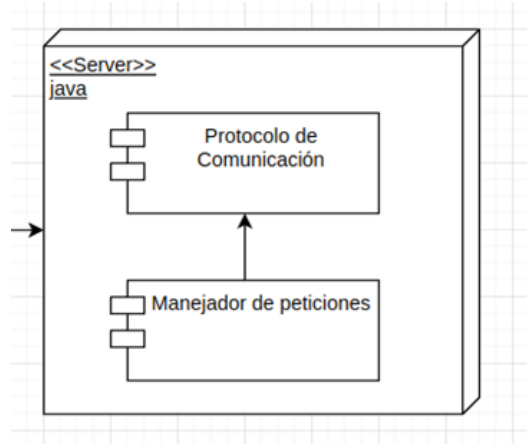 <<Server>>
java
Protocolo de
Comunicación
Manejador de peticiones